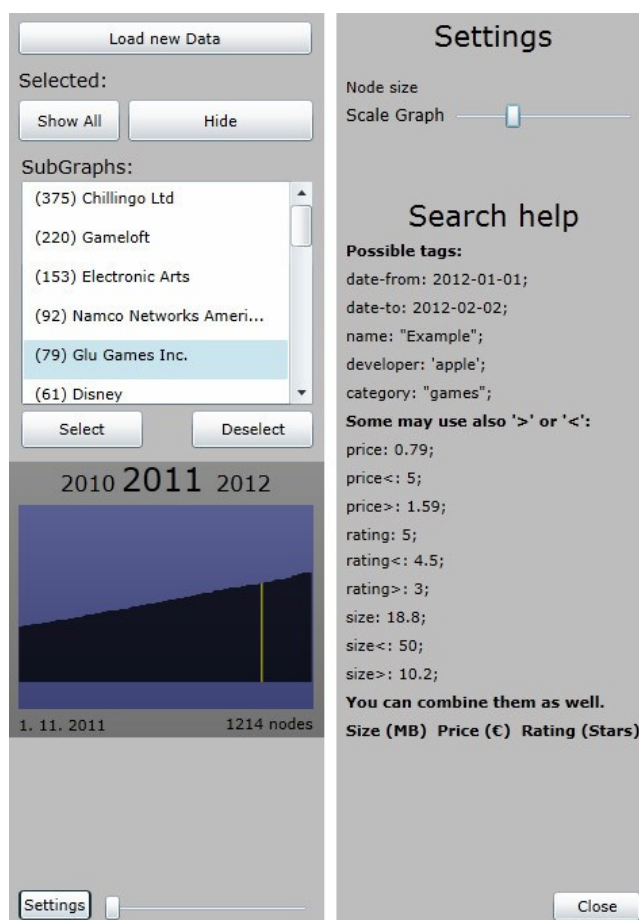 Load new Data
Selected:
Show All
Hide
SubGraphs:
(375) Chillingo Ltd
(220) Gameloft
(153) Electronic Arts
(92) Namco Networks Ameri...
(79) Glu Games Inc.
(61) Disney
Select
Deselect
2010 2011 2012
1. 11. 2011
1214 nodes
Settings
Settings
Node size
Scale Graph
Search help
Possible tags:
date-from: 2012-01-01;
date-to: 2012-02-02;
name: "Example";
developer: 'apple';
category: "games";
Some may use also '>' or '<':
price: 0.79;
price<: 5;
price>: 1.59;
rating: 5;
rating<: 4.5;
rating>: 3;
size: 18.8;
size<: 50;
size>: 10.2;
You can combine them as well.
Size (MB) Price (€) Rating (Stars)
Close